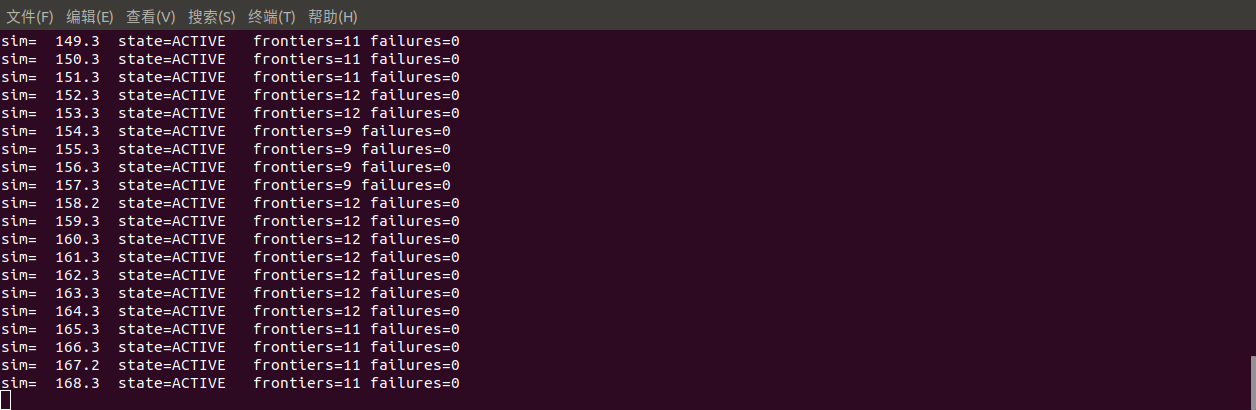 文件(F) 编辑(E) 查看(V) 搜索(S) 终端(T) 帮助(H)
sim=  149.3  state=ACTIVE   frontiers=11 failures=0
sim=  150.3  state=ACTIVE   frontiers=11 failures=0
sim=  151.3  state=ACTIVE   frontiers=11 failures=0
sim=  152.3  state=ACTIVE   frontiers=12 failures=0
sim=  153.3  state=ACTIVE   frontiers=12 failures=0
sim=  154.3  state=ACTIVE   frontiers=9 failures=0
sim=  155.3  state=ACTIVE   frontiers=9 failures=0
sim=  156.3  state=ACTIVE   frontiers=9 failures=0
sim=  157.3  state=ACTIVE   frontiers=9 failures=0
sim=  158.2  state=ACTIVE   frontiers=12 failures=0
sim=  159.3  state=ACTIVE   frontiers=12 failures=0
sim=  160.3  state=ACTIVE   frontiers=12 failures=0
sim=  161.3  state=ACTIVE   frontiers=12 failures=0
sim=  162.3  state=ACTIVE   frontiers=12 failures=0
sim=  163.3  state=ACTIVE   frontiers=12 failures=0
sim=  164.3  state=ACTIVE   frontiers=12 failures=0
sim=  165.3  state=ACTIVE   frontiers=11 failures=0
sim=  166.3  state=ACTIVE   frontiers=11 failures=0
sim=  167.2  state=ACTIVE   frontiers=11 failures=0
sim=  168.3  state=ACTIVE   frontiers=11 failures=0